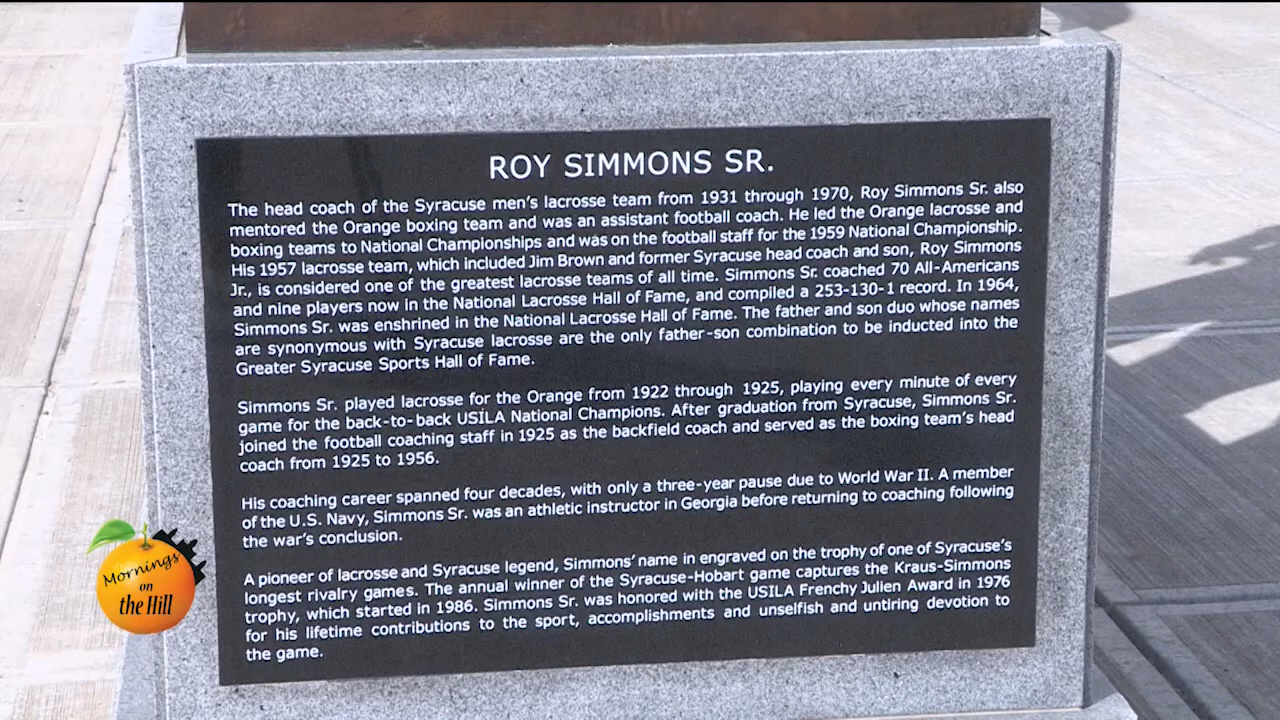 ROY SIMMONS SR.
The head coach of the Syracuse men's lacrosse team from 1931 through 1970, Roy Simmons Sr. also
mentored the Orange boxing team and was an assistant football coach. He led the Orange lacrosse and
boxing teams to National Championships and was on the football staff for the 1959 National Championship.
His 1957 lacrosse team, which included Jim Brown and former Syracuse head coach and son, Roy Simmons
Jr., is considered one of the greatest lacrosse teams of all time. Simmons Sr. coached 70 All-Americans
and nine players now in the National Lacrosse Hall of Fame, and compiled a 253-130-1 record. In 1964,
Simmons Sr. was enshrined in the National Lacrosse Hall of Fame. The father and son duo whose names
are synonymous with Syracuse lacrosse are the only father-son combination to be inducted into the
Greater Syracuse Sports Hall of Fame.
Simmons Sr. played lacrosse for the Orange from 1922 through 1925, playing every minute of every
game for the back-to-back USILA National Champions. After graduation from Syracuse, Simmons Sr.
joined the football coaching staff in 1925 as the backfield coach and served as the boxing team's head
coach from 1925 to 1956.
His coaching career spanned four decades, with only a three-year pause due to World War II. A member
of the U.S. Navy, Simmons Sr. was an athletic instructor in Georgia before returning to coaching following
the war's conclusion.
A pioneer of lacrosse and Syracuse legend, Simmons' name in engraved on the trophy of one of Syracuse's
longest rivalry games. The annual winner of the Syracuse-Hobart game captures the Kraus-Simmons
trophy, which started in 1986. Simmons Sr. was honored with the USILA Frenchy Julien Award in 1976
for his lifetime contributions to the sport, accomplishments and unselfish and untiring devotion to
the game.
Mornings
on
the Hill